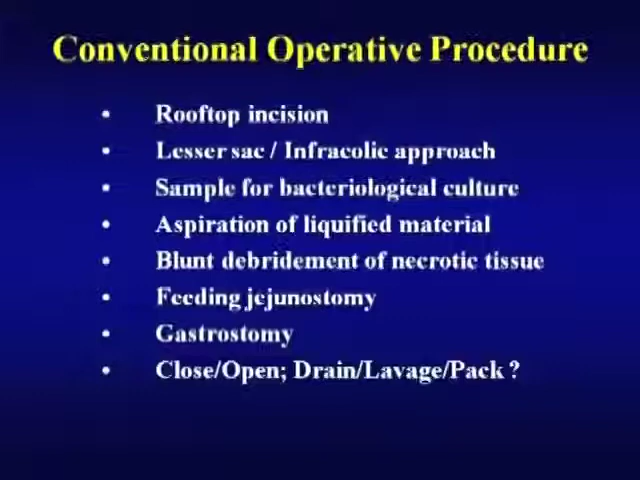 Conventional Operative Procedure
• Rooftop incision
• Lesser sac / Infracolic approach
• Sample for bacteriological culture
• Aspiration of liquified material
• Blunt debridement of necrotic tissue
• Feeding jejunostomy
• Gastrostomy
• Close/Open; Drain/Lavage/Pack ?